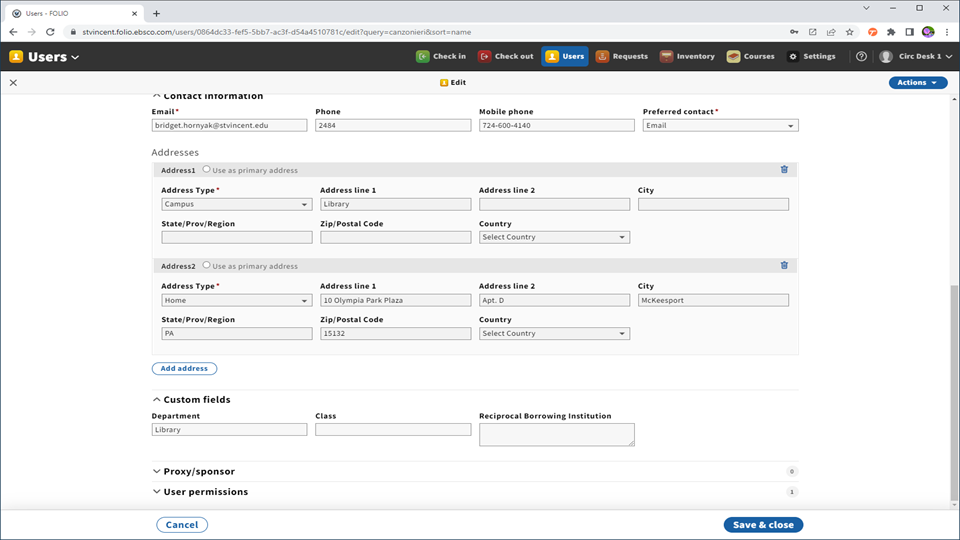 Users - FOLIO
stvincent.folio.ebsco.com/users/0864dc33-fef5-5bb7-ac3f-d54a4510781c/edit?query=canzonieri&sort=name
Users Check in Check out Users Requests Inventory Courses Settings Circ Desk 1
Edit Actions
Contact information
Email* Phone Mobile phone Preferred contact*
bridget.hornyak@stvincent.edu 2484 724-600-4140 Email
Addresses
Address1 Use as primary address
Address Type* Address line 1 Address line 2 City
Campus Library
State/Prov/Region Zip/Postal Code Country
Select Country
Address2 Use as primary address
Address Type* Address line 1 Address line 2 City
Home 10 Olympia Park Plaza Apt. D McKeesport
State/Prov/Region Zip/Postal Code Country
PA 15132 Select Country
Add address
Custom fields
Department Class Reciprocal Borrowing Institution
Library
Proxy/sponsor 0
User permissions 1
Cancel Save & close